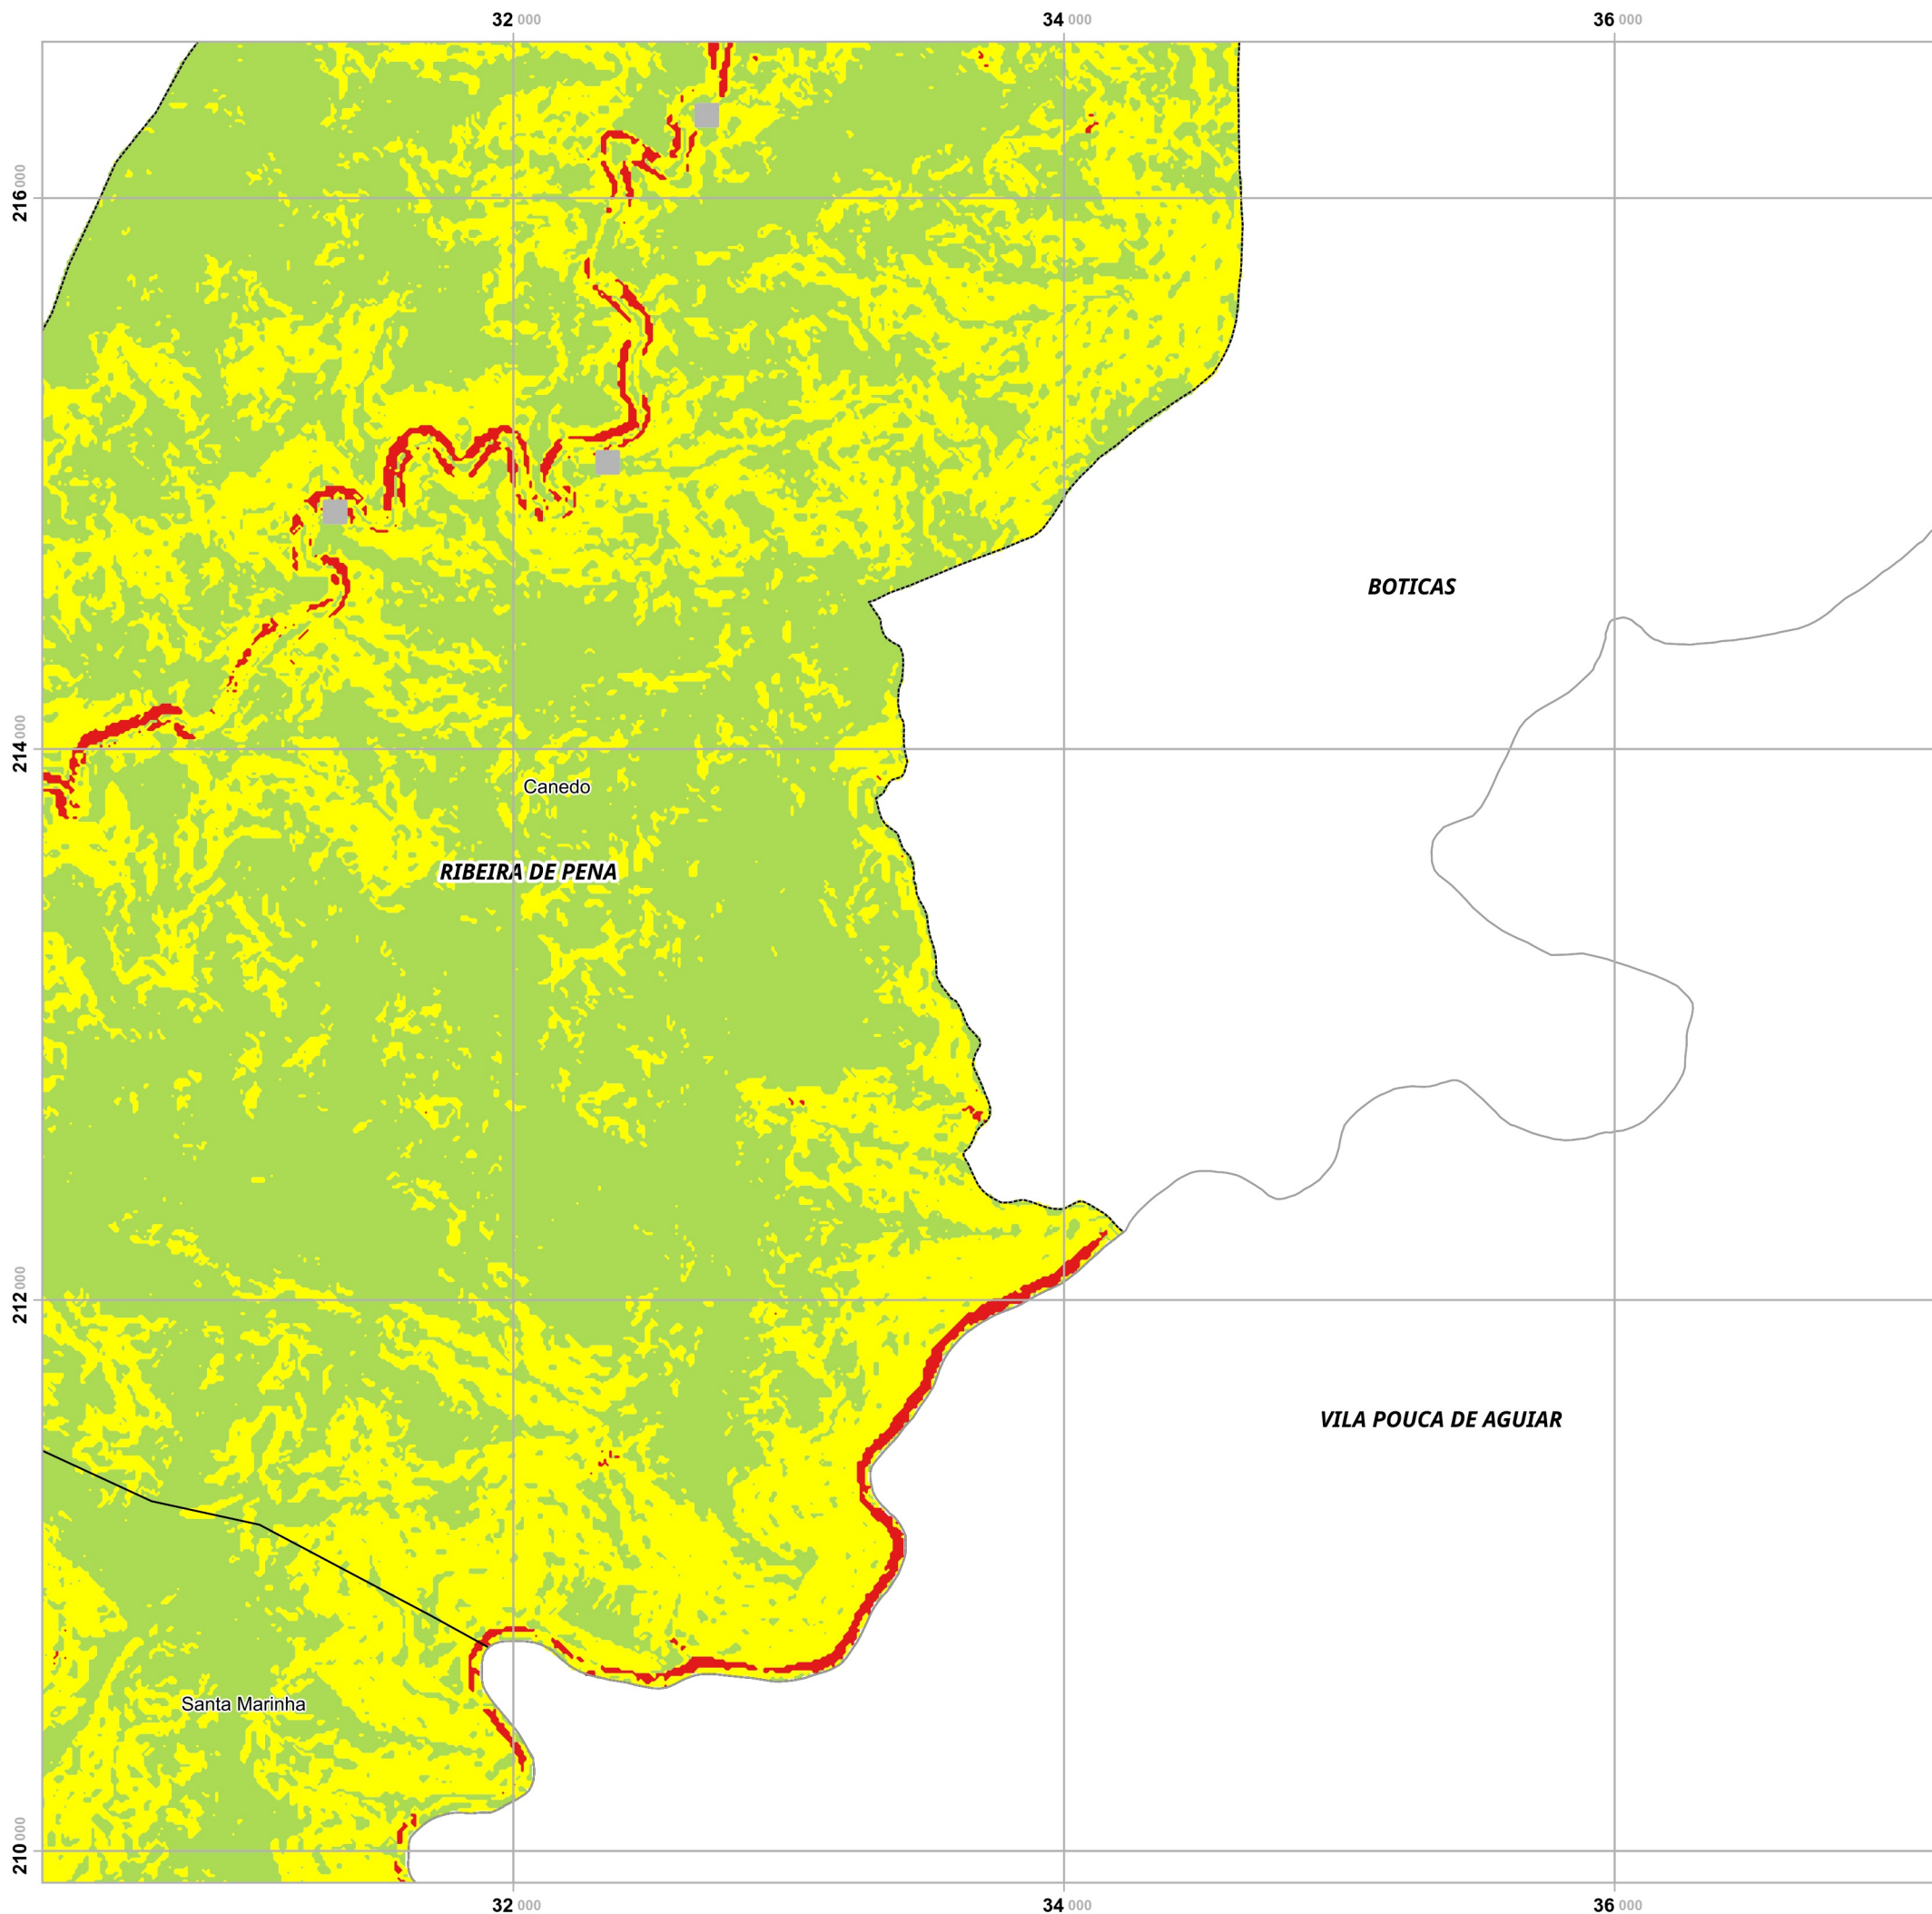 32 000 34 000 36 000
216 000
BOTICAS
214 000
Canedo
RIBEIRA DE PENA
212 000
VILA POUCA DE AGUIAR
Santa Marinha
210 000
32 000 34 000 36 000